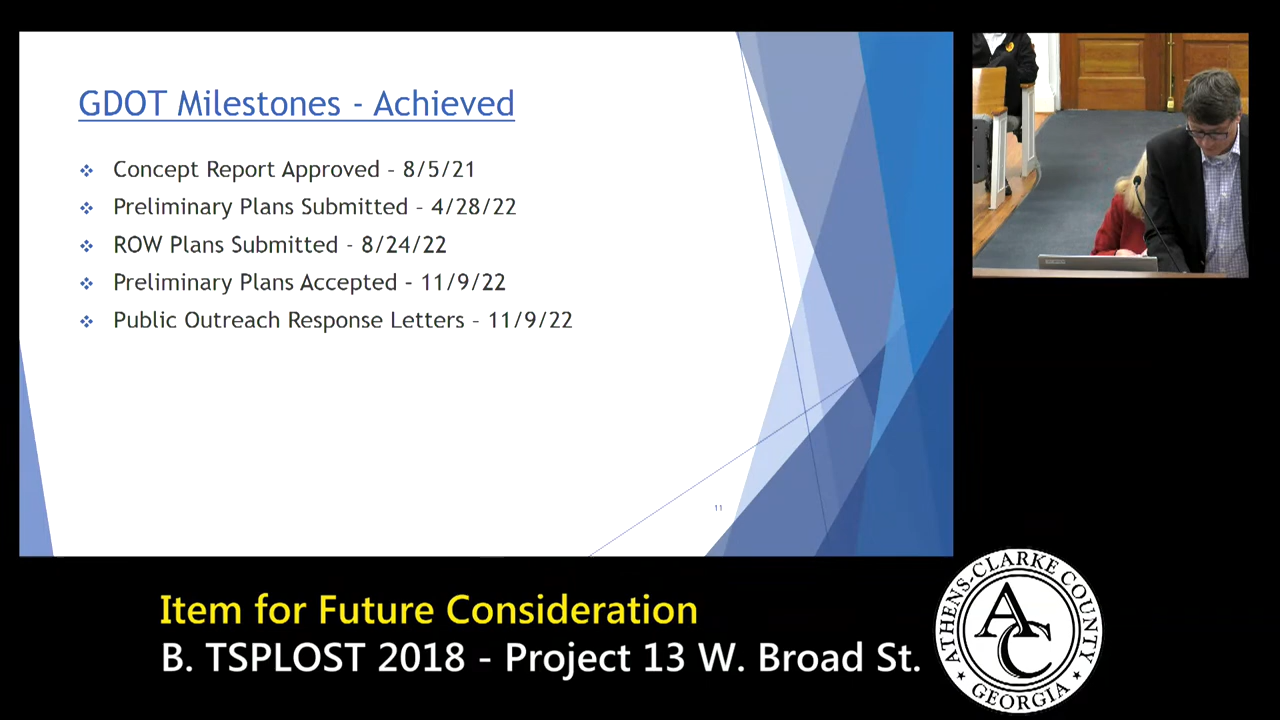 GDOT Milestones - Achieved
Concept Report Approved – 8/5/21
Preliminary Plans Submitted – 4/28/22
ROW Plans Submitted - 8/24/22
Preliminary Plans Accepted - 11/9/22
Public Outreach Response Letters – 11/9/22
11
Item for Future Consideration
B. TSPLOST 2018 - Project 13 W. Broad St.
ATHENS-CLARKE COUNTY
AC
GEORGIA